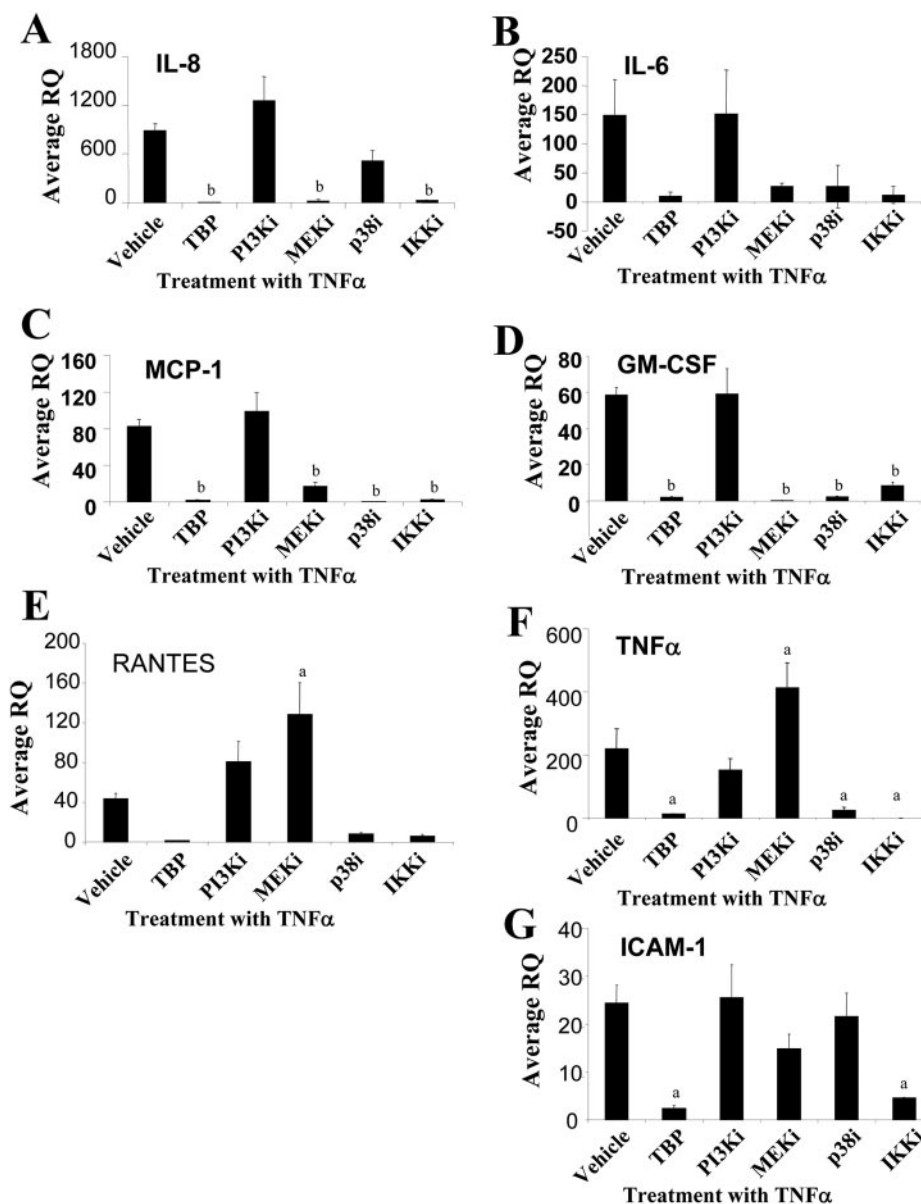 A
IL-8
Average RQ
1800
1200
600
0
b
b
b
Vehicle
TBP
PI3Ki
MEKi
p38i
IKKi
Treatment with TNFα
B
IL-6
Average RQ
250
200
150
100
50
0
-50
Vehicle
TBP
PI3Ki
MEKi
p38i
IKKi
Treatment with TNFα
C
MCP-1
Average RQ
160
120
80
40
0
b
b
b
b
Vehicle
TBP
PI3Ki
MEKi
p38i
IKKi
Treatment with TNFα
D
GM-CSF
Average RQ
80
60
40
20
0
b
b
b
b
Vehicle
TBP
PI3Ki
MEKi
p38i
IKKi
Treatment with TNFα
E
RANTES
Average RQ
200
160
120
80
40
0
a
Vehicle
TBP
PI3Ki
MEKi
p38i
IKKi
Treatment with TNFα
F
TNFα
Average RQ
600
400
200
0
a
a
a
a
Vehicle
TBP
PI3Ki
MEKi
p38i
IKKi
Treatment with TNFα
G
ICAM-1
Average RQ
40
30
20
10
0
a
a
Vehicle
TBP
PI3Ki
MEKi
p38i
IKKi
Treatment with TNFα